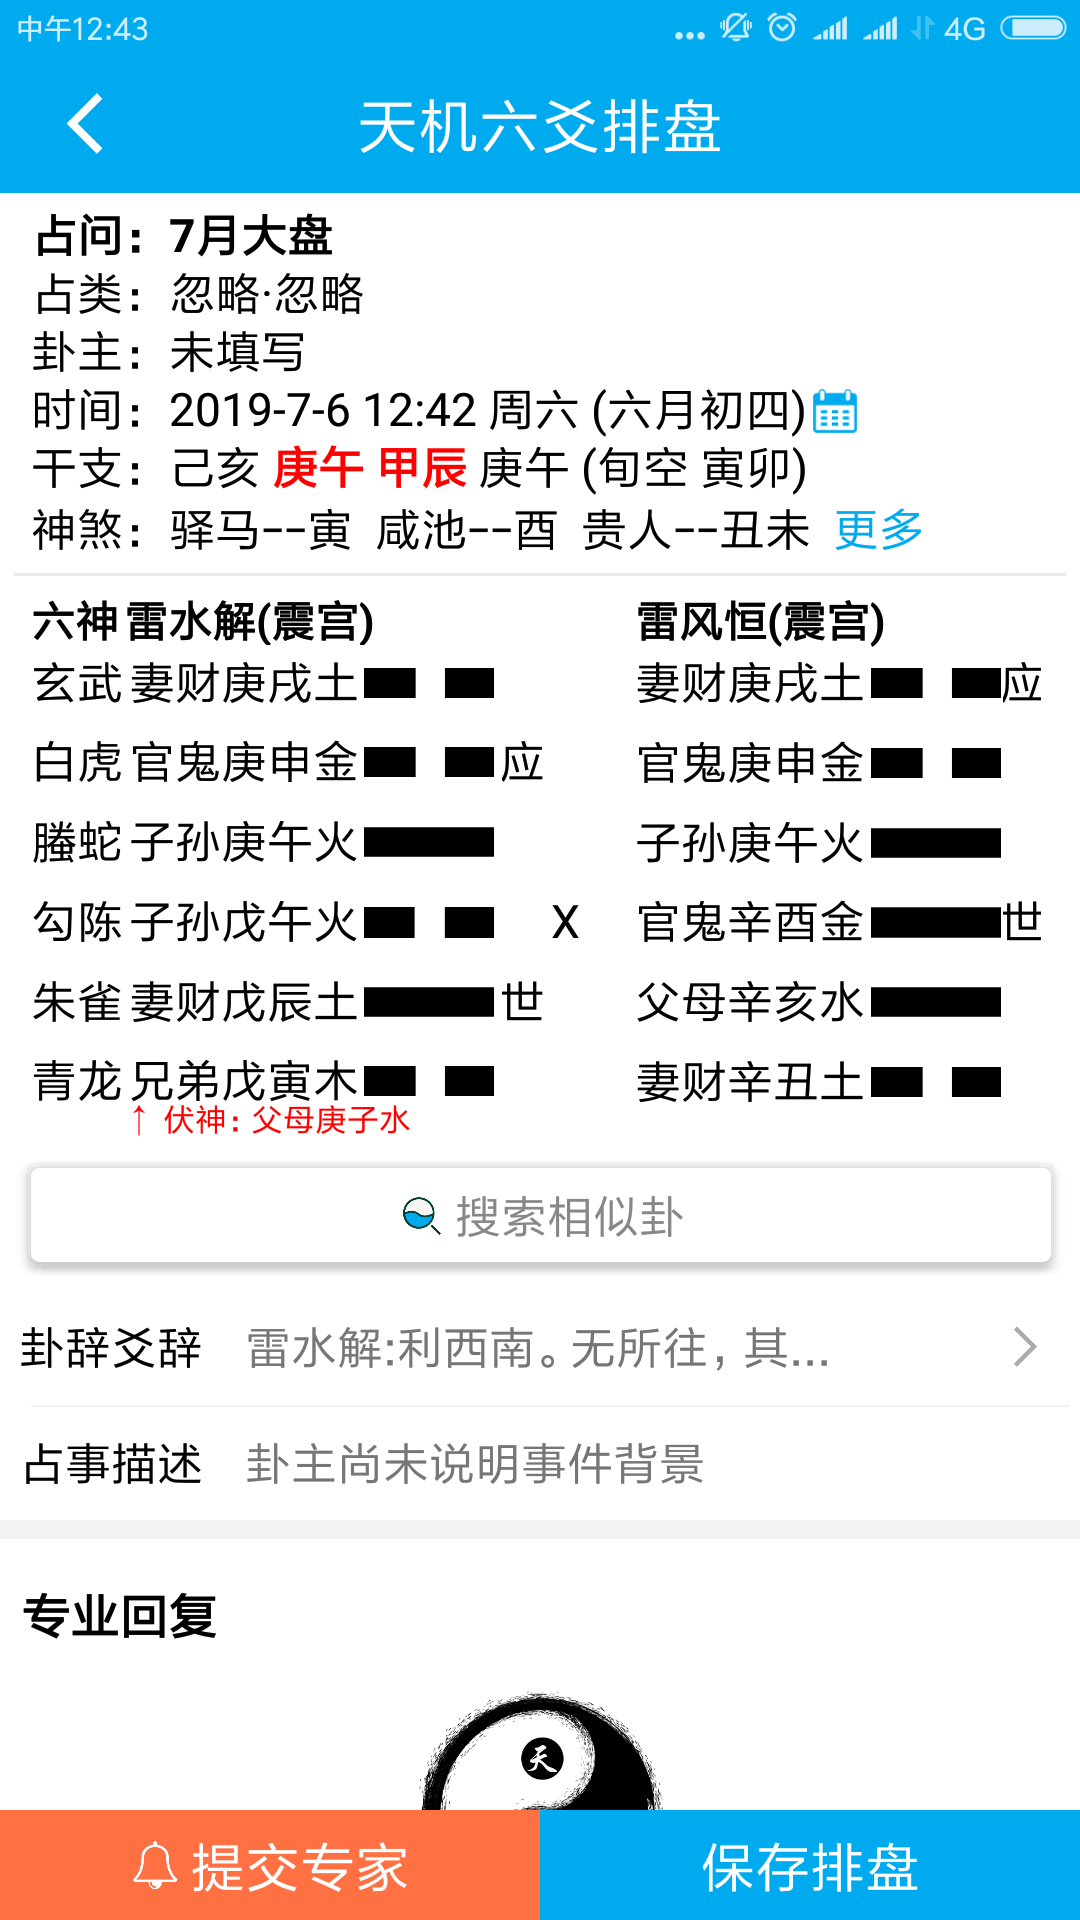 中午12:43 ... 4G
天机六爻排盘
占问：7月大盘
占类：忽略·忽略
卦主：未填写
时间：2019-7-6 12:42 周六 (六月初四)
干支：己亥 庚午 甲辰 庚午 (旬空 寅卯)
神煞：驿马--寅 咸池--酉 贵人--丑未 更多
六神 雷水解(震宫) 雷风恒(震宫)
玄武 妻财庚戌土 妻财庚戌土 应
白虎 官鬼庚申金 应 官鬼庚申金
螣蛇 子孙庚午火 子孙庚午火
勾陈 子孙戊午火 X 官鬼辛酉金 世
朱雀 妻财戊辰土 世 父母辛亥水
青龙 兄弟戊寅木 妻财辛丑土
↑ 伏神：父母庚子水
搜索相似卦
卦辞爻辞 雷水解:利西南。无所往，其...
占事描述 卦主尚未说明事件背景
专业回复
天
提交专家 保存排盘